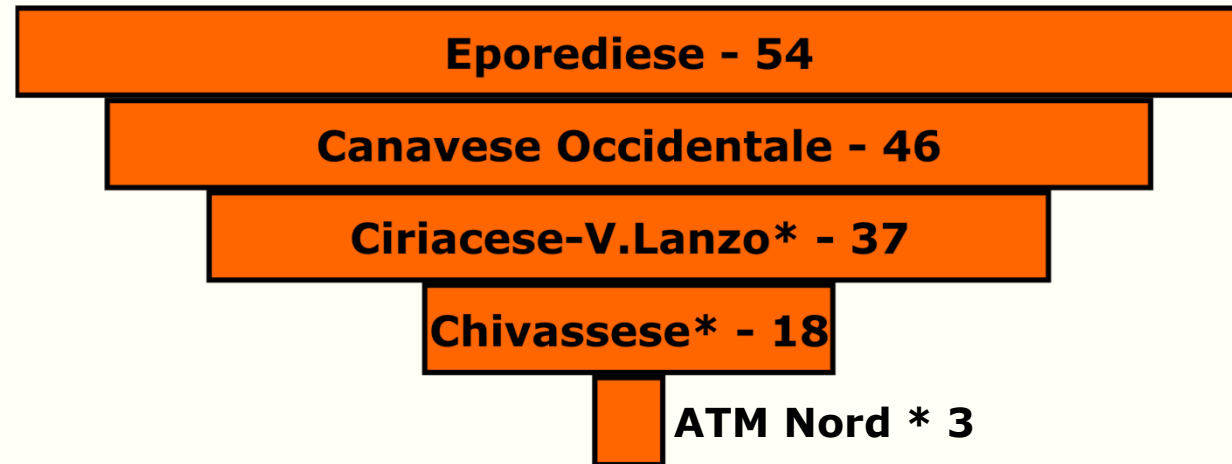 Eporediese - 54
Canavese Occidentale - 46
Ciriacese-V.Lanzo* - 37
Chivassese* - 18
ATM Nord * 3